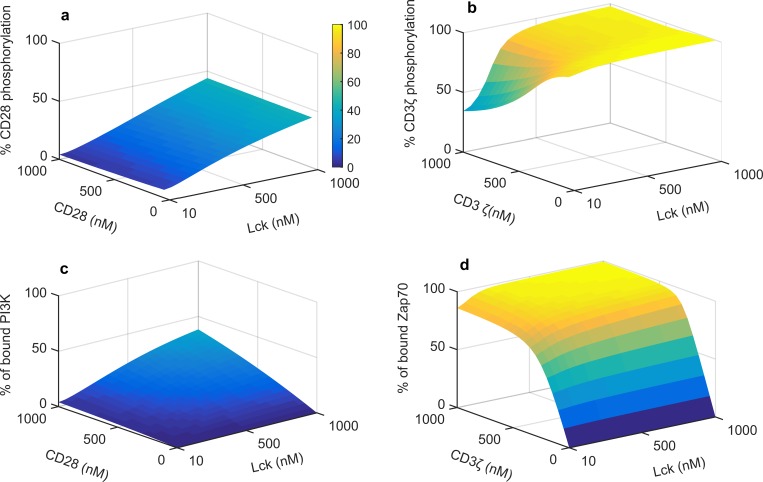 a
% CD28 phosphorylation
100
50
0
1000
500
0
CD28 (nM)
10
500
1000
Lck (nM)
100
80
60
40
20
0
b
% CD3ζ phosphorylation
100
50
0
1000
500
0
CD3 ζ(nM)
10
500
1000
Lck (nM)
c
% of bound PI3K
100
50
0
1000
500
0
CD28 (nM)
10
500
1000
Lck (nM)
d
% of bound Zap70
100
50
0
1000
500
0
CD3ζ (nM)
10
500
1000
Lck (nM)